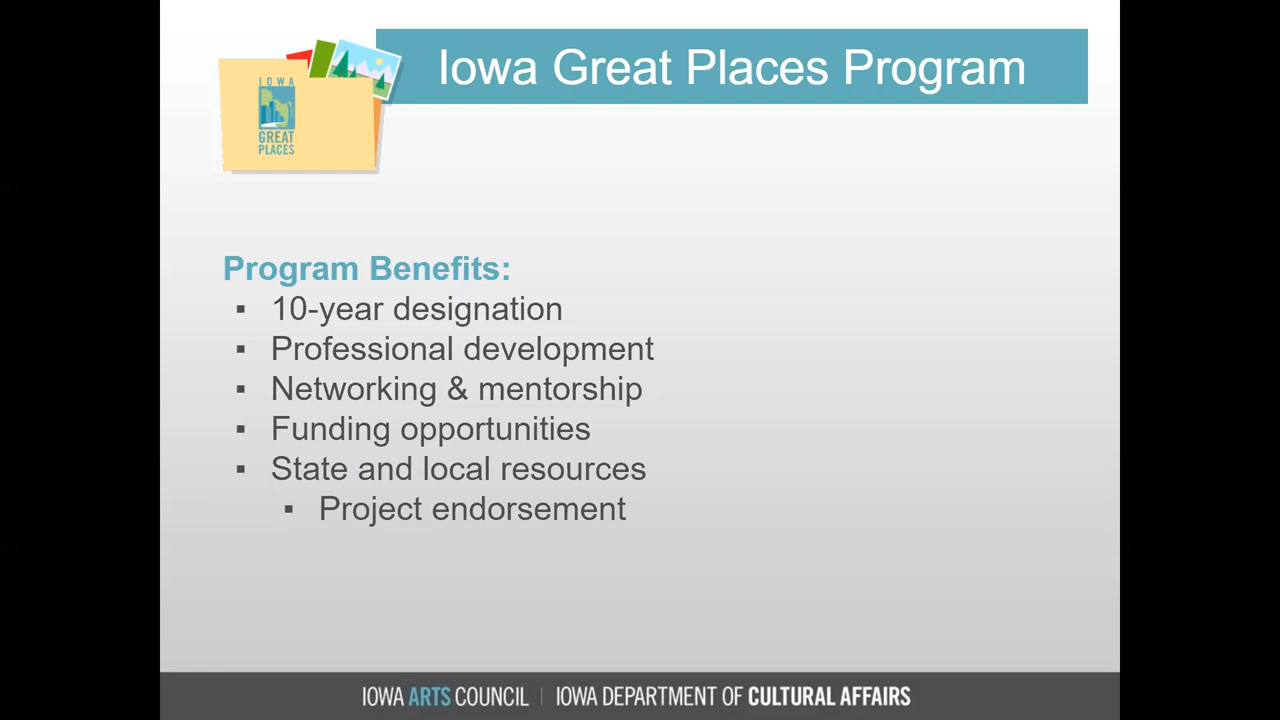 Iowa Great Places Program
IOWA
GREAT
PLACES
Program Benefits:
▪ 10-year designation
▪ Professional development
▪ Networking & mentorship
▪ Funding opportunities
▪ State and local resources
▪ Project endorsement
IOWA ARTS COUNCIL | IOWA DEPARTMENT OF CULTURAL AFFAIRS